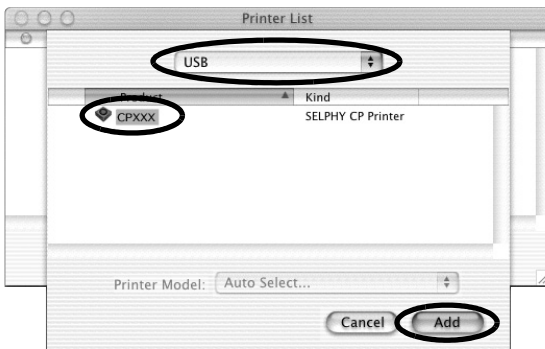 Printer List
USB
Product Kind
CPXXX SELPHY CP Printer
Printer Model: Auto Select...
Cancel Add